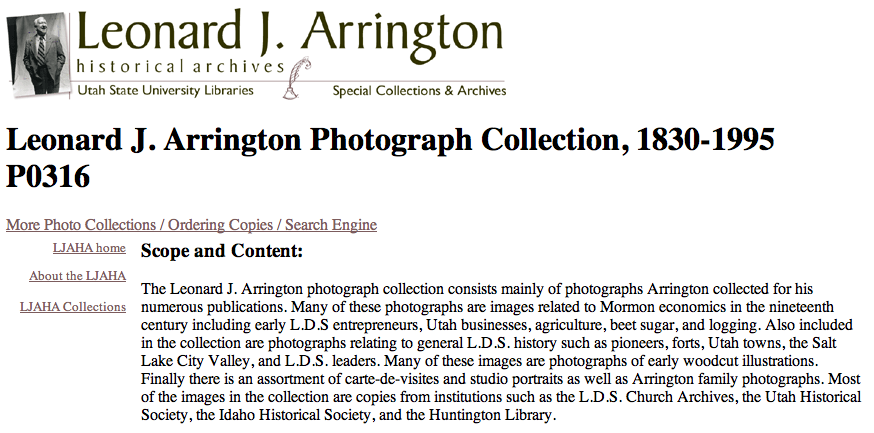 Leonard J. Arrington
historical archives
Utah State University Libraries Special Collections & Archives
Leonard J. Arrington Photograph Collection, 1830-1995
P0316
More Photo Collections / Ordering Copies / Search Engine
LJAHA home
About the LJAHA
LJAHA Collections
Scope and Content:
The Leonard J. Arrington photograph collection consists mainly of photographs Arrington collected for his
numerous publications. Many of these photographs are images related to Mormon economics in the nineteenth
century including early L.D.S entrepreneurs, Utah businesses, agriculture, beet sugar, and logging. Also included
in the collection are photographs relating to general L.D.S. history such as pioneers, forts, Utah towns, the Salt
Lake City Valley, and L.D.S. leaders. Many of these images are photographs of early woodcut illustrations.
Finally there is an assortment of carte-de-visites and studio portraits as well as Arrington family photographs. Most
of the images in the collection are copies from institutions such as the L.D.S. Church Archives, the Utah Historical
Society, the Idaho Historical Society, and the Huntington Library.